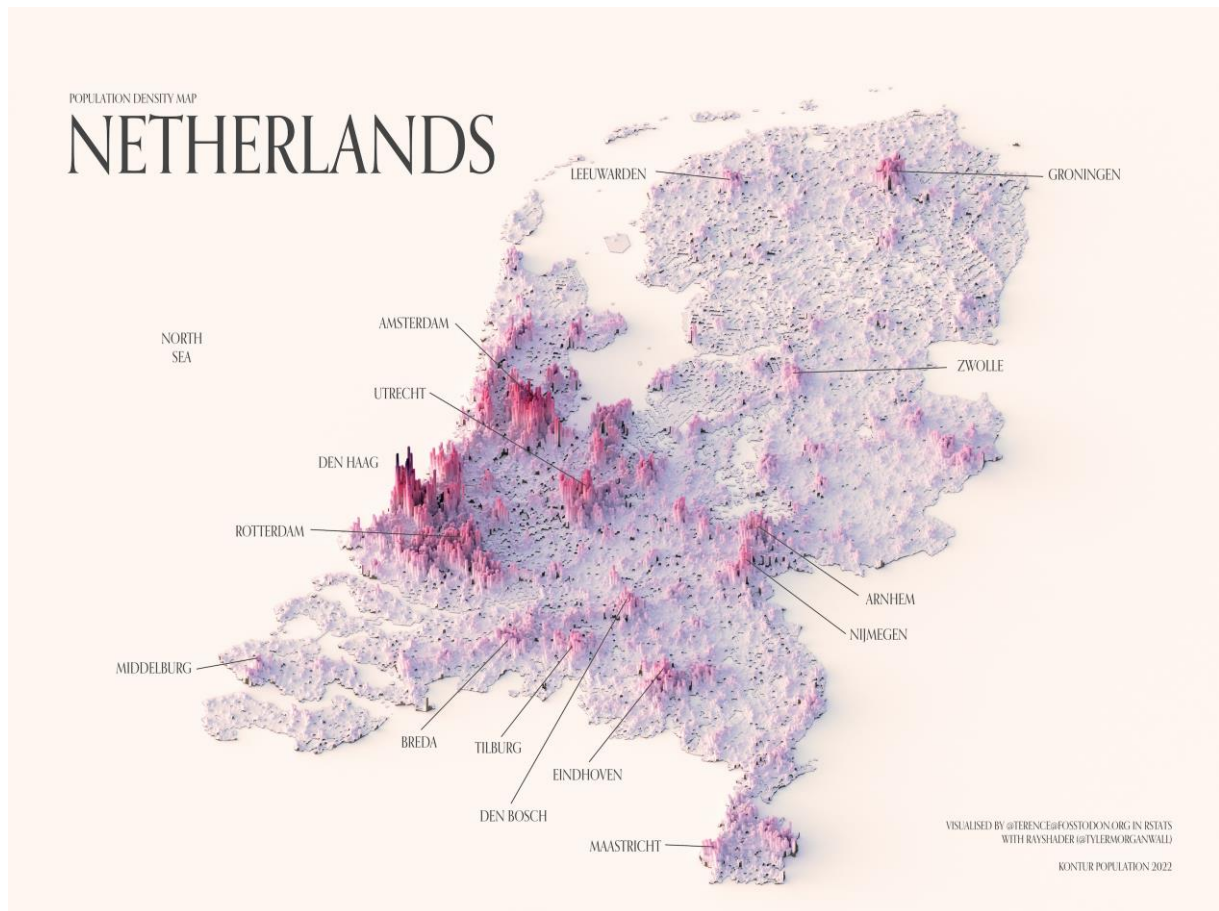 POPULATION DENSITY MAP
NETHERLANDS
LEEUWARDEN
GRONINGEN
AMSTERDAM
NORTH
SEA
ZWOLLE
UTRECHT
DEN HAAG
ROTTERDAM
ARNHEM
NIJMEGEN
MIDDELBURG
BREDA
TILBURG
EINDHOVEN
DEN BOSCH
MAASTRICHT
VISUALISED BY @TERENCE@FOSSTODON.ORG IN RSTATS
WITH RAYSHADER (@TYLERMORGANWALL)
KONTUR POPULATION 2022